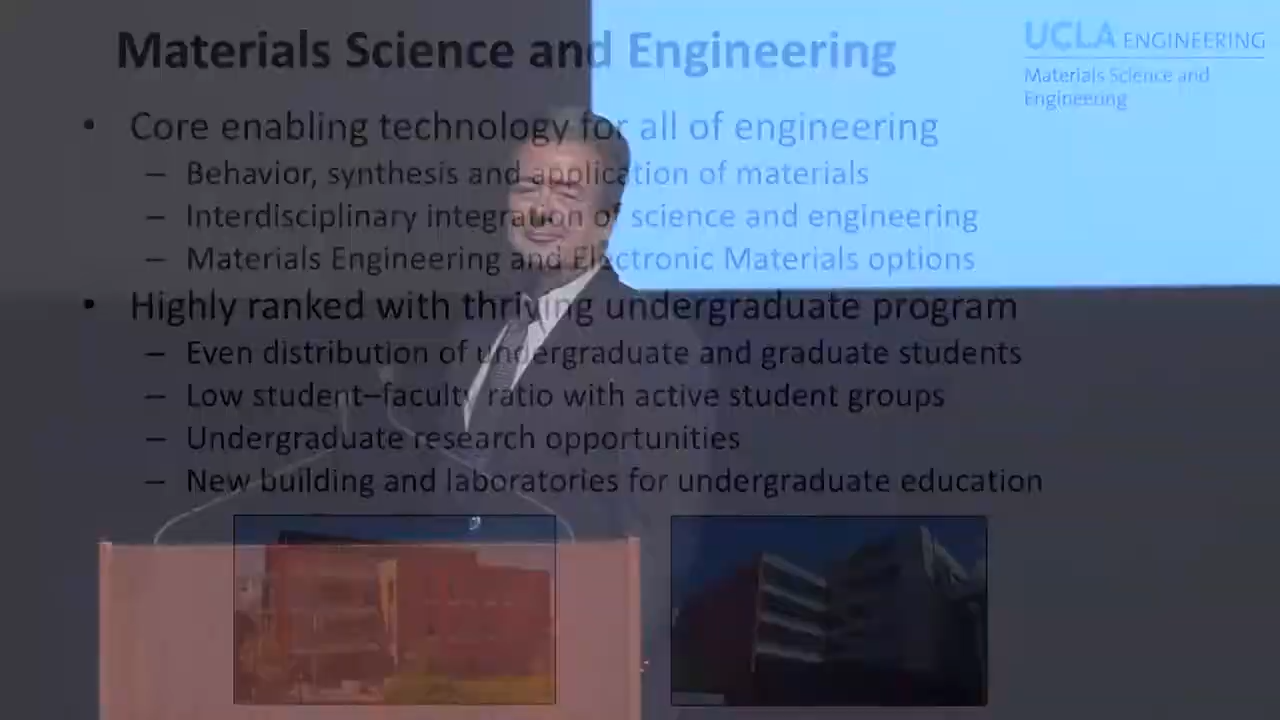 Materials Science and Engineering
UCLA ENGINEERING
Materials Science and
Engineering
• Core enabling technology for all of engineering
– Behavior, synthesis and application of materials
– Interdisciplinary integration of science and engineering
– Materials Engineering and Electronic Materials options
• Highly ranked with thriving undergraduate program
– Even distribution of undergraduate and graduate students
– Low student–faculty ratio with active student groups
– Undergraduate research opportunities
– New building and laboratories for undergraduate education